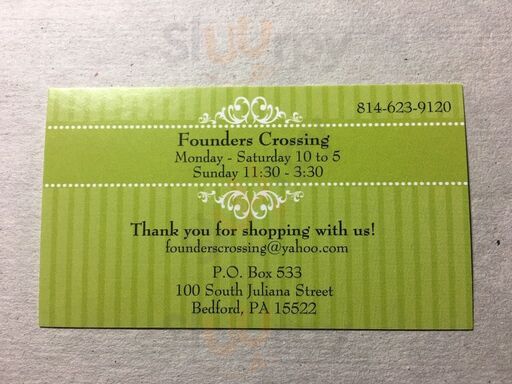 Sluurpy
814-623-9120
Founders Crossing
Monday - Saturday 10 to 5
Sunday 11:30 - 3:30
Thank you for shopping with us!
founderscrossing@yahoo.com
P.O. Box 533
100 South Juliana Street
Bedford, PA 15522